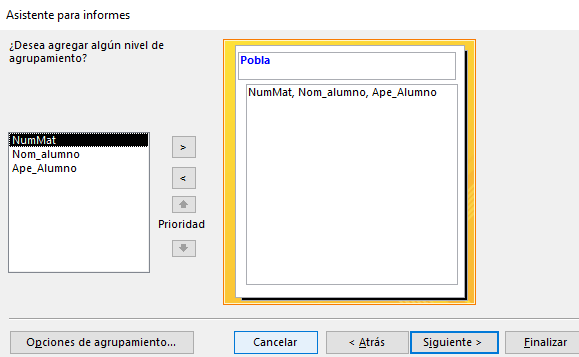 Asistente para informes
¿Desea agregar algún nivel de
agrupamiento?
NumMat
Nom_alumno
Ape_Alumno
>
<
Prioridad
Pobla
NumMat, Nom_alumno, Ape_Alumno
Opciones de agrupamiento...
Cancelar
< Atrás
Siguiente >
Finalizar